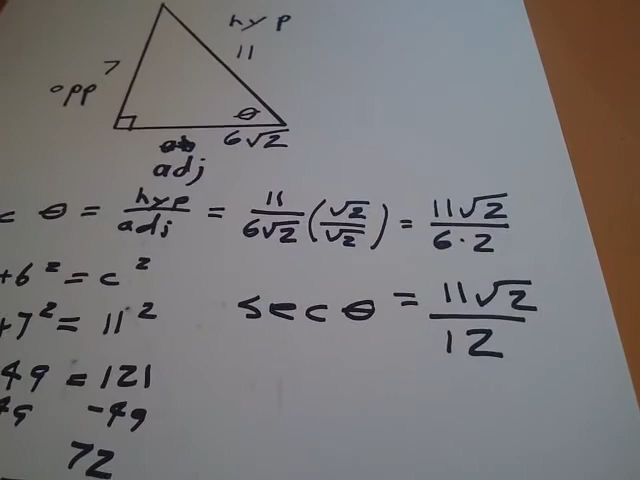 hyp
11
7
opp
θ
6√2
adj
c θ = hyp/adj = 11/6√2 (√2/√2) = 11√2/6·2
+6² = c²
+7² = 11²
sec θ = 11√2/12
49 = 121
49 -49
72